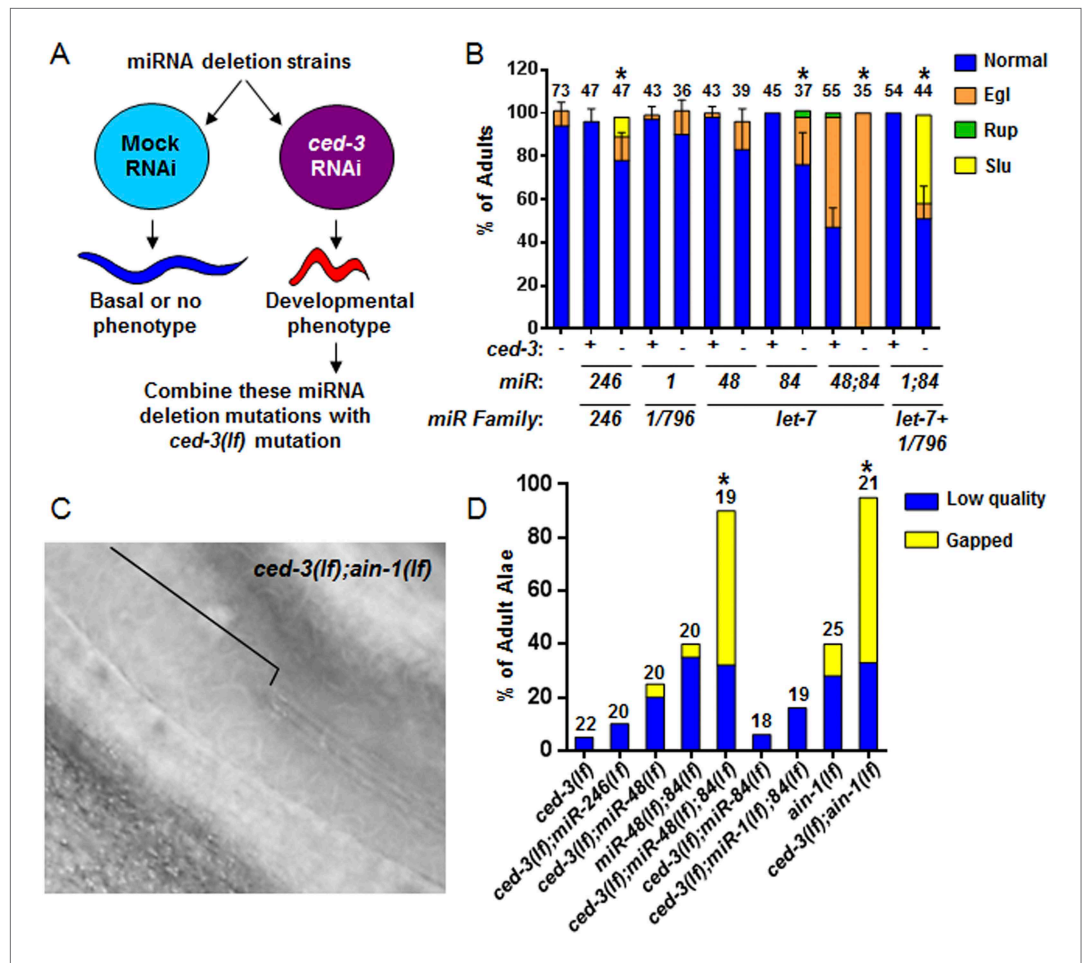 A
miRNA deletion strains
Mock
RNAi
ced-3
RNAi
Basal or no
phenotype
Developmental
phenotype
Combine these miRNA
deletion mutations with
ced-3(lf) mutation
B
% of Adults
120
100
80
60
40
20
0
73 47 47 43 36 43 39 45 37 55 35 54 44
* * * *
Normal
Egl
Rup
Slu
ced-3: - + - + - + - + - + - + -
miR: 246 1 48 84 48;84 1;84
miR Family: 246 1/796 let-7 let-7+
1/796
C
ced-3(lf);ain-1(lf)
D
% of Adult Alae
100
80
60
40
20
0
22 20 20 20 19 18 19 25 21
* *
Low quality
Gapped
ced-3(lf)
ced-3(lf);miR-246(lf)
ced-3(lf);miR-48(lf)
miR-48(lf);84(lf)
ced-3(lf);miR-48(lf);84(lf)
ced-3(lf);miR-84(lf)
ced-3(lf);miR-1(lf);84(lf)
ain-1(lf)
ced-3(lf);ain-1(lf)